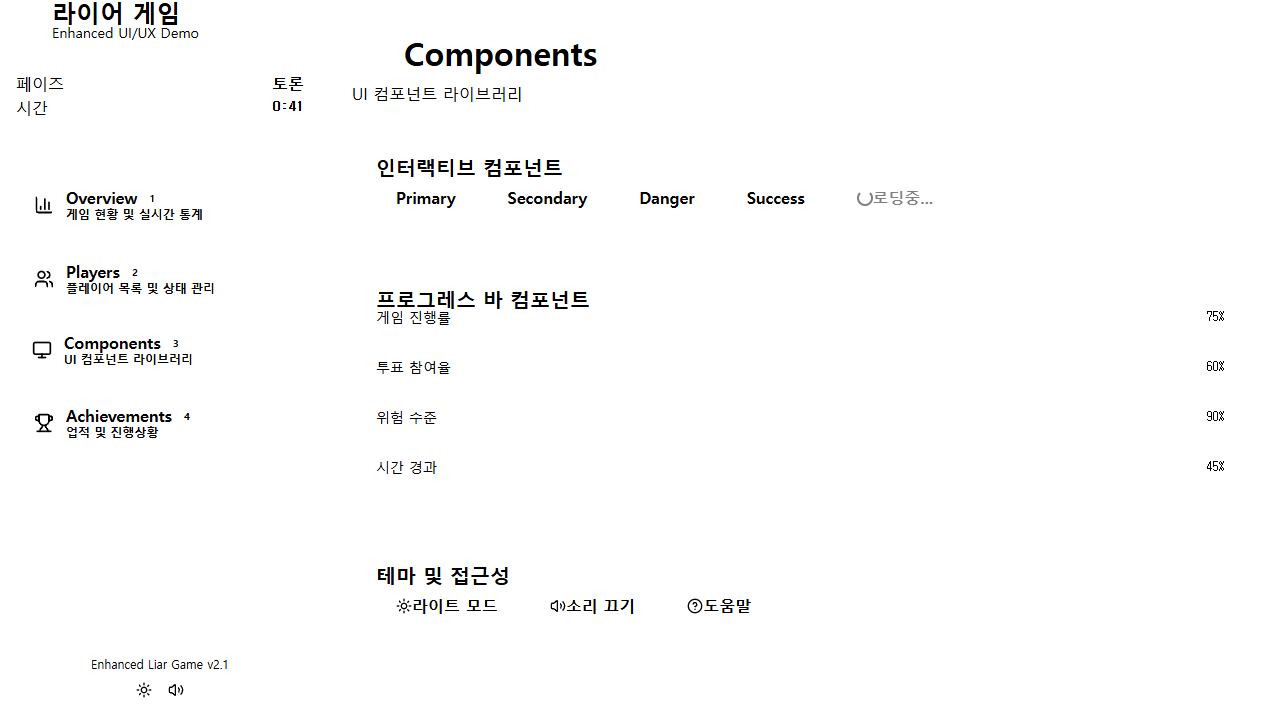 라이어 게임
Enhanced UI/UX Demo
페이즈 토론
시간 0:41
Overview 1
게임 현황 및 실시간 통계
Players 2
플레이어 목록 및 상태 관리
Components 3
UI 컴포넌트 라이브러리
Achievements 4
업적 및 진행상황
Enhanced Liar Game v2.1
Components
UI 컴포넌트 라이브러리
인터랙티브 컴포넌트
Primary Secondary Danger Success 로딩중...
프로그레스 바 컴포넌트
게임 진행률 75%
투표 참여율 60%
위험 수준 90%
시간 경과 45%
테마 및 접근성
라이트 모드 소리 끄기 도움말